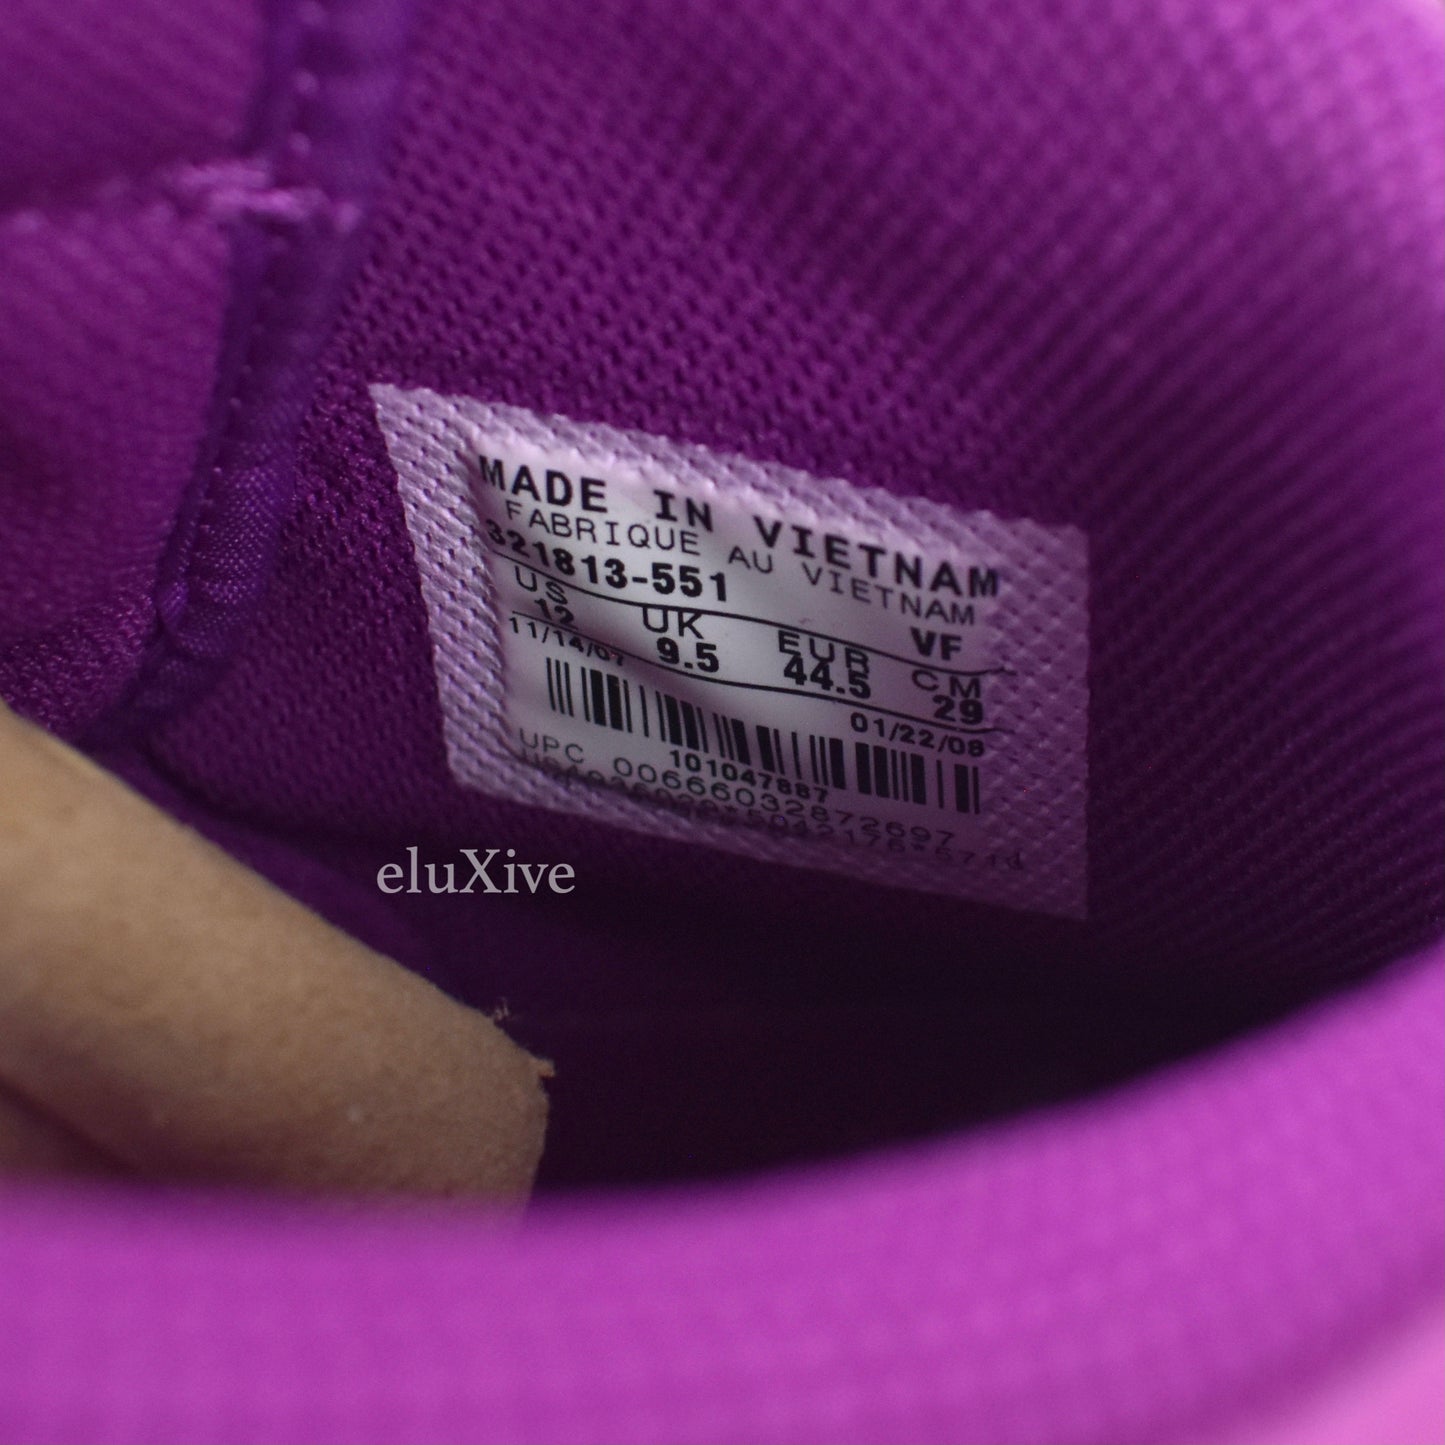 MADE IN VIETNAM
FABRIQUE AU VIETNAM
321813-551 VF
US UK EUR CM
12 9.5 44.5 29
11/14/07 01/22/08
101047887
UPC 00666032872697
eluXive